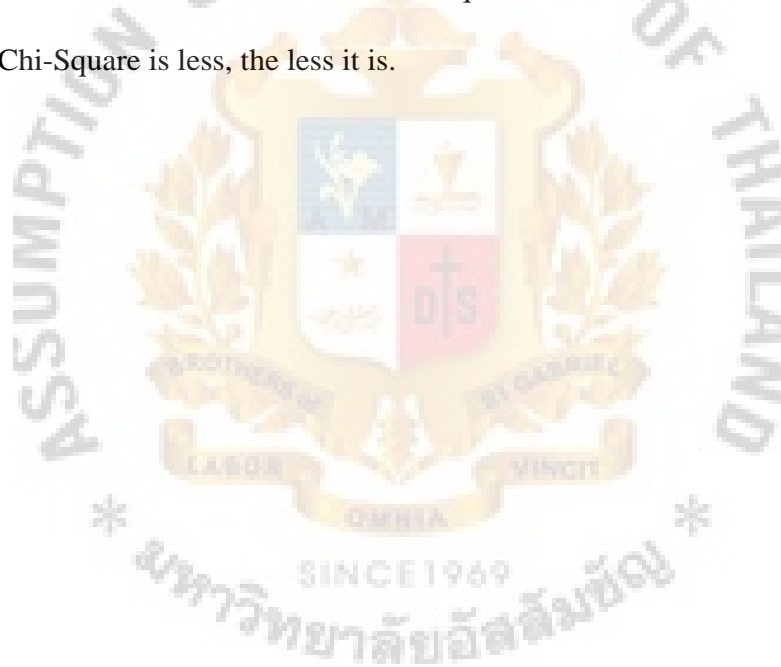 Chi-Square is less, the less it is.
ASSUMPTION
OF THAILAND
A M
D S
BROTHERS of
ST GABRIEL
LABOR
VINCIT
OMNIA
SINCE1969
* มหาวิทยาลัยอัสสัมชัญ *